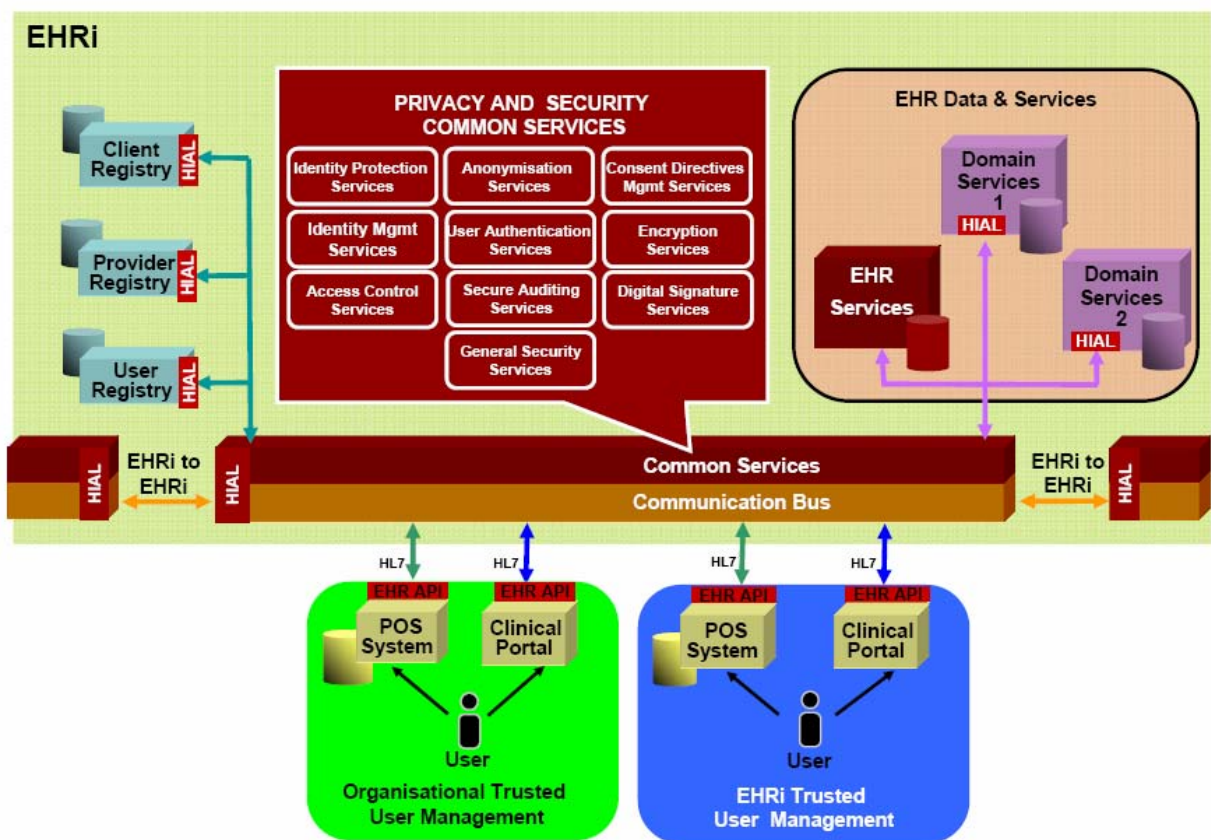 EHRi
Client
Registry
HIAL
Provider
Registry
HIAL
User
Registry
HIAL
PRIVACY AND SECURITY
COMMON SERVICES
Identity Protection
Services
Anonymisation
Services
Consent Directives
Mgmt Services
Identity Mgmt
Services
User Authentication
Services
Encryption
Services
Access Control
Services
Secure Auditing
Services
Digital Signature
Services
General Security
Services
EHR Data & Services
Domain
Services
1
HIAL
EHR
Services
Domain
Services
2
HIAL
HIAL
EHRi to
EHRi
HIAL
Common Services
Communication Bus
EHRi to
EHRi
HIAL
HL7
HL7
HL7
HL7
EHR API
POS
System
EHR API
Clinical
Portal
User
Organisational Trusted
User Management
EHR API
POS
System
EHR API
Clinical
Portal
User
EHRi Trusted
User Management